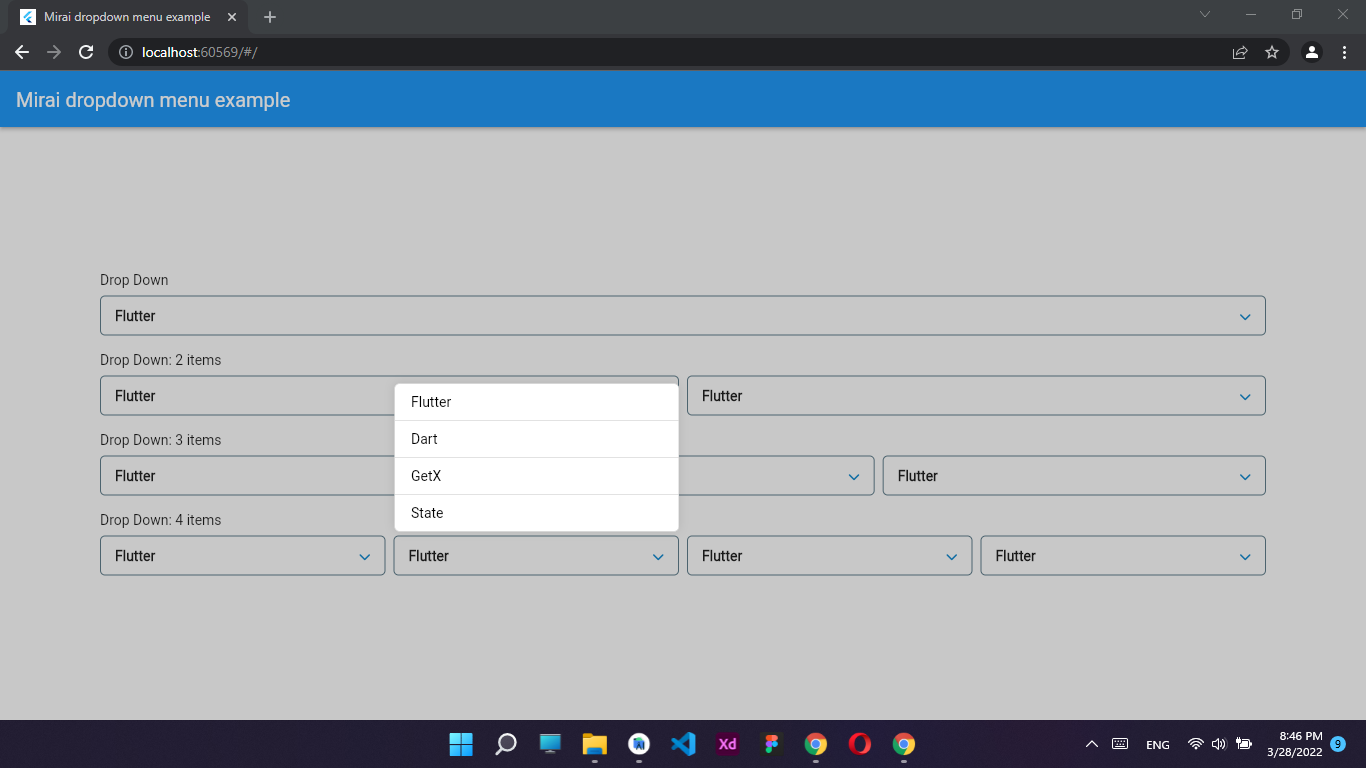 Mirai dropdown menu example
localhost:60569/#/
Mirai dropdown menu example
Drop Down
Flutter
Drop Down: 2 items
Flutter Flutter
Drop Down: 3 items
Flutter Flutter
Drop Down: 4 items
Flutter
Dart
GetX
State
Flutter Flutter Flutter Flutter
Xd
ENG
8:46 PM
3/28/2022
9